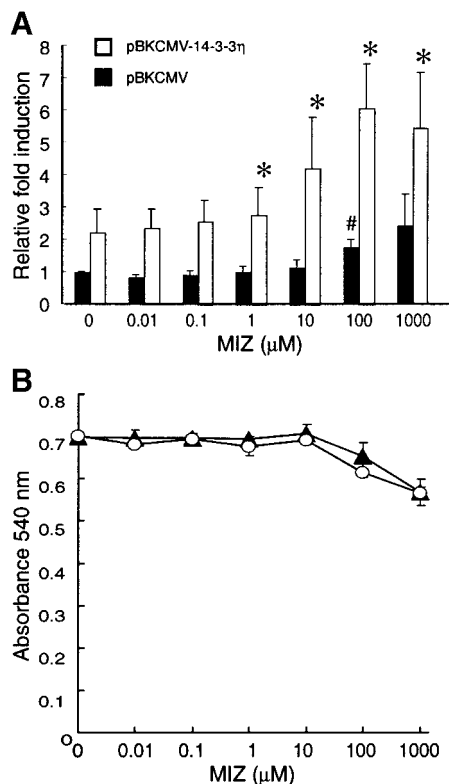 A
pBKCMV-14-3-3η
pBKCMV
Relative fold induction
8
7
6
5
4
3
2
1
0
* * * *
#
0 0.01 0.1 1 10 100 1000
MIZ (μM)
B
Absorbance 540 nm
0.8
0.7
0.6
0.5
0.4
0.3
0.2
0.1
0
0 0.01 0.1 1 10 100 1000
MIZ (μM)